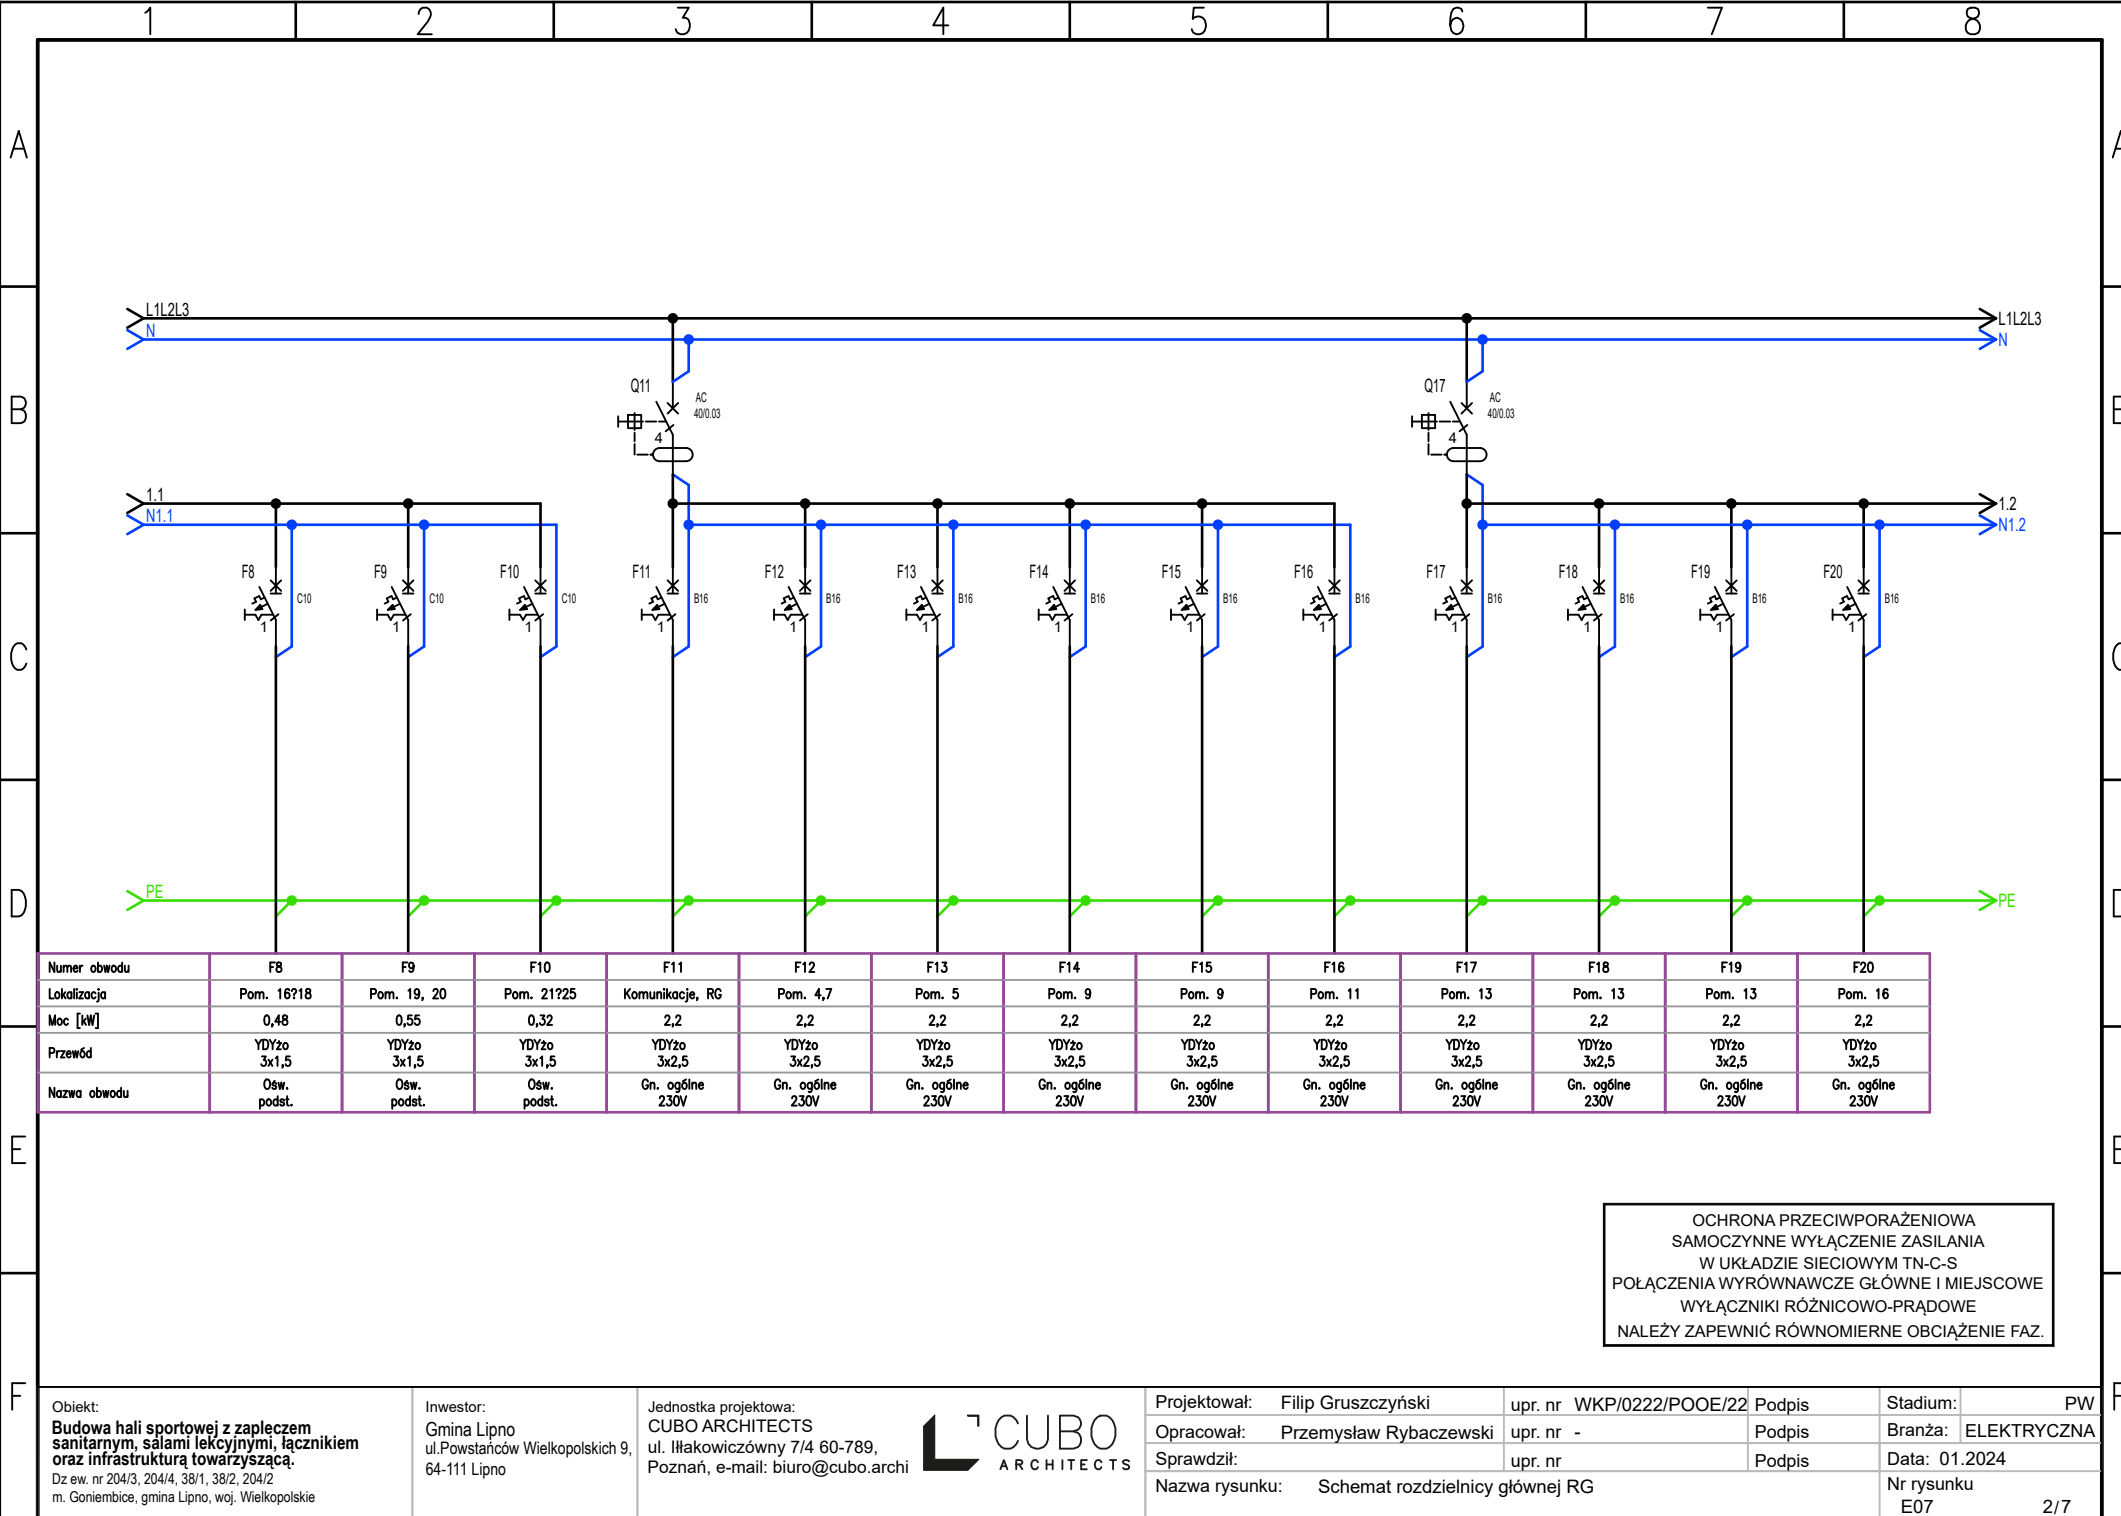 1 2 3 4 5 6 7 8
A A
L1L2L3 L1L2L3
N N
Q11 AC Q17 AC
40/0.03 40/0.03
B
4 4
1.1 1.2
N1.1 N1.2
F8 F9 F10 F11 F12 F13 F14 F15 F16 F17 F18 F19 F20
C10 C10 C10 B16 B16 B16 B16 B16 B16 B16 B16 B16 B16
1 1 1 1 1 1 1 1 1 1 1 1 1
C
PE PE
D
Numer obwodu F8 F9 F10 F11 F12 F13 F14 F15 F16 F17 F18 F19 F20
Lokalizacja Pom. 16?18 Pom. 19, 20 Pom. 21?25 Komunikacje, RG Pom. 4,7 Pom. 5 Pom. 9 Pom. 9 Pom. 11 Pom. 13 Pom. 13 Pom. 13 Pom. 16
Moc [kW] 0,48 0,55 0,32 2,2 2,2 2,2 2,2 2,2 2,2 2,2 2,2 2,2 2,2
Przewód YDYżo YDYżo YDYżo YDYżo YDYżo YDYżo YDYżo YDYżo YDYżo YDYżo YDYżo YDYżo YDYżo
3x1,5 3x1,5 3x1,5 3x2,5 3x2,5 3x2,5 3x2,5 3x2,5 3x2,5 3x2,5 3x2,5 3x2,5 3x2,5
Nazwa obwodu Ośw. Ośw. Ośw. Gn. ogólne Gn. ogólne Gn. ogólne Gn. ogólne Gn. ogólne Gn. ogólne Gn. ogólne Gn. ogólne Gn. ogólne Gn. ogólne
podst. podst. podst. 230V 230V 230V 230V 230V 230V 230V 230V 230V 230V
E
OCHRONA PRZECIWPORAŻENIOWA
SAMOCZYNNE WYŁĄCZENIE ZASILANIA
W UKŁADZIE SIECIOWYM TN-C-S
POŁĄCZENIA WYRÓWNAWCZE GŁÓWNE I MIEJSCOWE
WYŁĄCZNIKI RÓŻNICOWO-PRĄDOWE
NALEŻY ZAPEWNIĆ RÓWNOMIERNE OBCIĄŻENIE FAZ.
F
Obiekt:
Budowa hali sportowej z zapleczem
sanitarnym, salami lekcyjnymi, łącznikiem
oraz infrastrukturą towarzyszącą.
Dz ew. nr 204/3, 204/4, 38/1, 38/2, 204/2
m. Goniembice, gmina Lipno, woj. Wielkopolskie
Inwestor:
Gmina Lipno
ul.Powstańców Wielkopolskich 9,
64-111 Lipno
Jednostka projektowa:
CUBO ARCHITECTS
ul. Iłłakowiczówny 7/4 60-789,
Poznań, e-mail: biuro@cubo.archi
CUBO
ARCHITECTS
Projektował: Filip Gruszczyński upr. nr WKP/0222/POOE/22 Podpis
Opracował: Przemysław Rybaczewski upr. nr - Podpis
Sprawdził: upr. nr Podpis
Nazwa rysunku: Schemat rozdzielnicy głównej RG
Stadium: PW
Branża: ELEKTRYCZNA
Data: 01.2024
Nr rysunku
E07 2/7